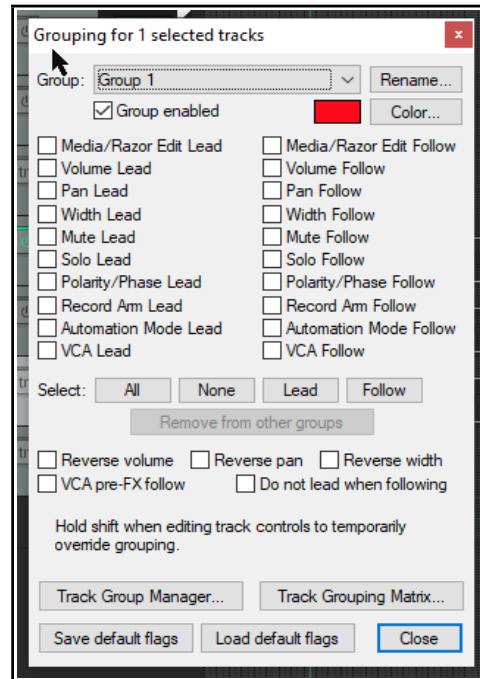 Grouping for 1 selected tracks x
Group: Group 1 Rename...
Group enabled Color...
Media/Razor Edit Lead Media/Razor Edit Follow
Volume Lead Volume Follow
Pan Lead Pan Follow
Width Lead Width Follow
Mute Lead Mute Follow
Solo Lead Solo Follow
Polarity/Phase Lead Polarity/Phase Follow
Record Arm Lead Record Arm Follow
Automation Mode Lead Automation Mode Follow
VCA Lead VCA Follow
Select: All None Lead Follow
Remove from other groups
Reverse volume Reverse pan Reverse width
VCA pre-FX follow Do not lead when following
Hold shift when editing track controls to temporarily
override grouping.
Track Group Manager... Track Grouping Matrix...
Save default flags Load default flags Close